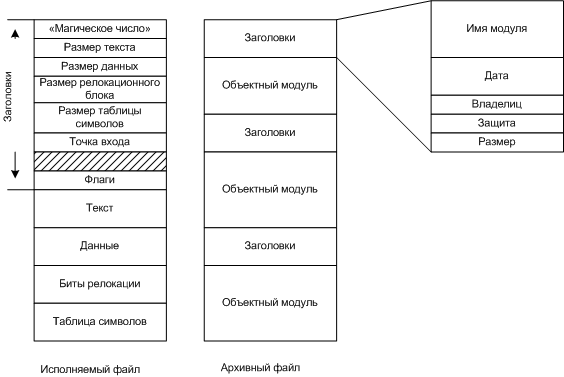 Заголовки
«Магическое число»
Размер текста
Размер данных
Размер релокационного
блока
Размер таблицы
символов
Точка входа
Флаги
Текст
Данные
Биты релокации
Таблица символов
Исполняемый файл
Заголовки
Объектный модуль
Заголовки
Объектный модуль
Заголовки
Объектный модуль
Архивный файл
Имя модуля
Дата
Владелиц
Защита
Размер